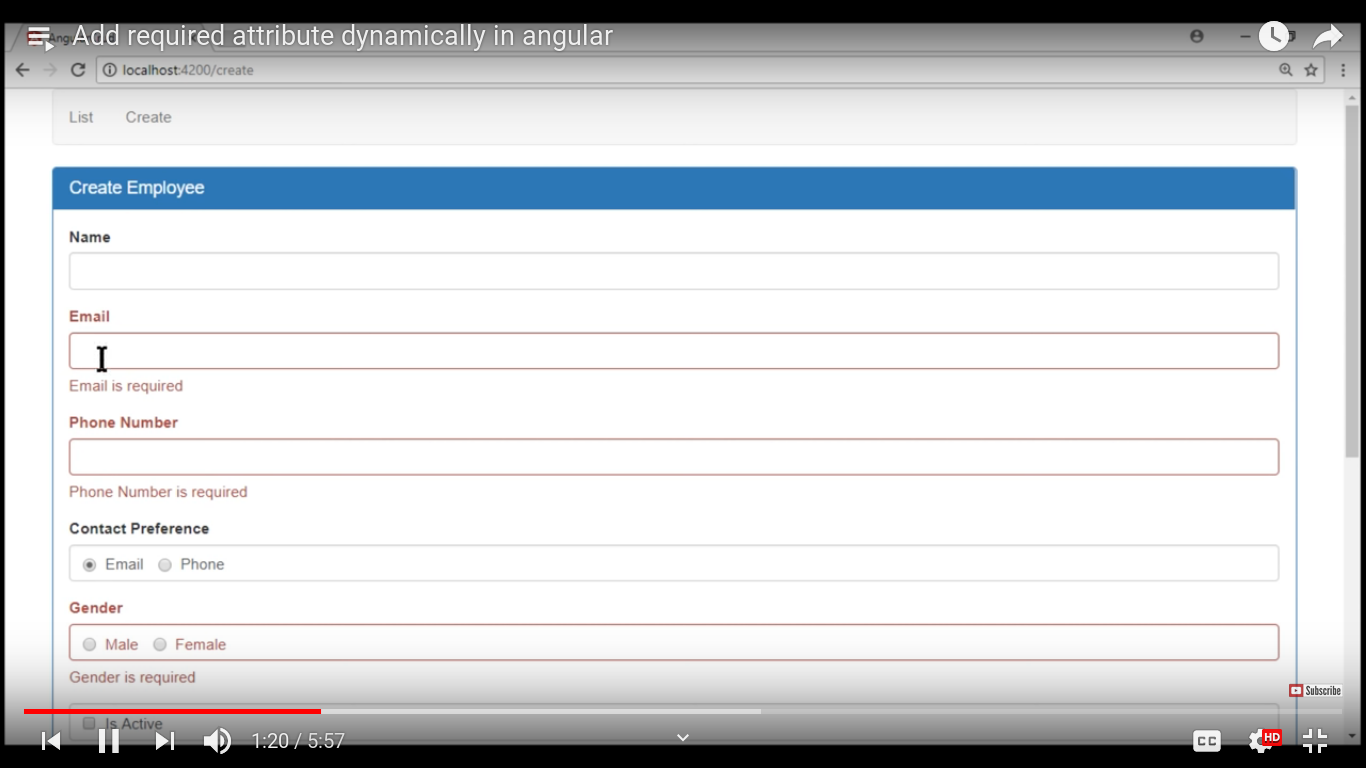 Add required attribute dynamically in angular
localhost:4200/create
List Create
Create Employee
Name
Email
Email is required
Phone Number
Phone Number is required
Contact Preference
Email Phone
Gender
Male Female
Gender is required
Subscribe
Is Active
1:20 / 5:57
CC
HD